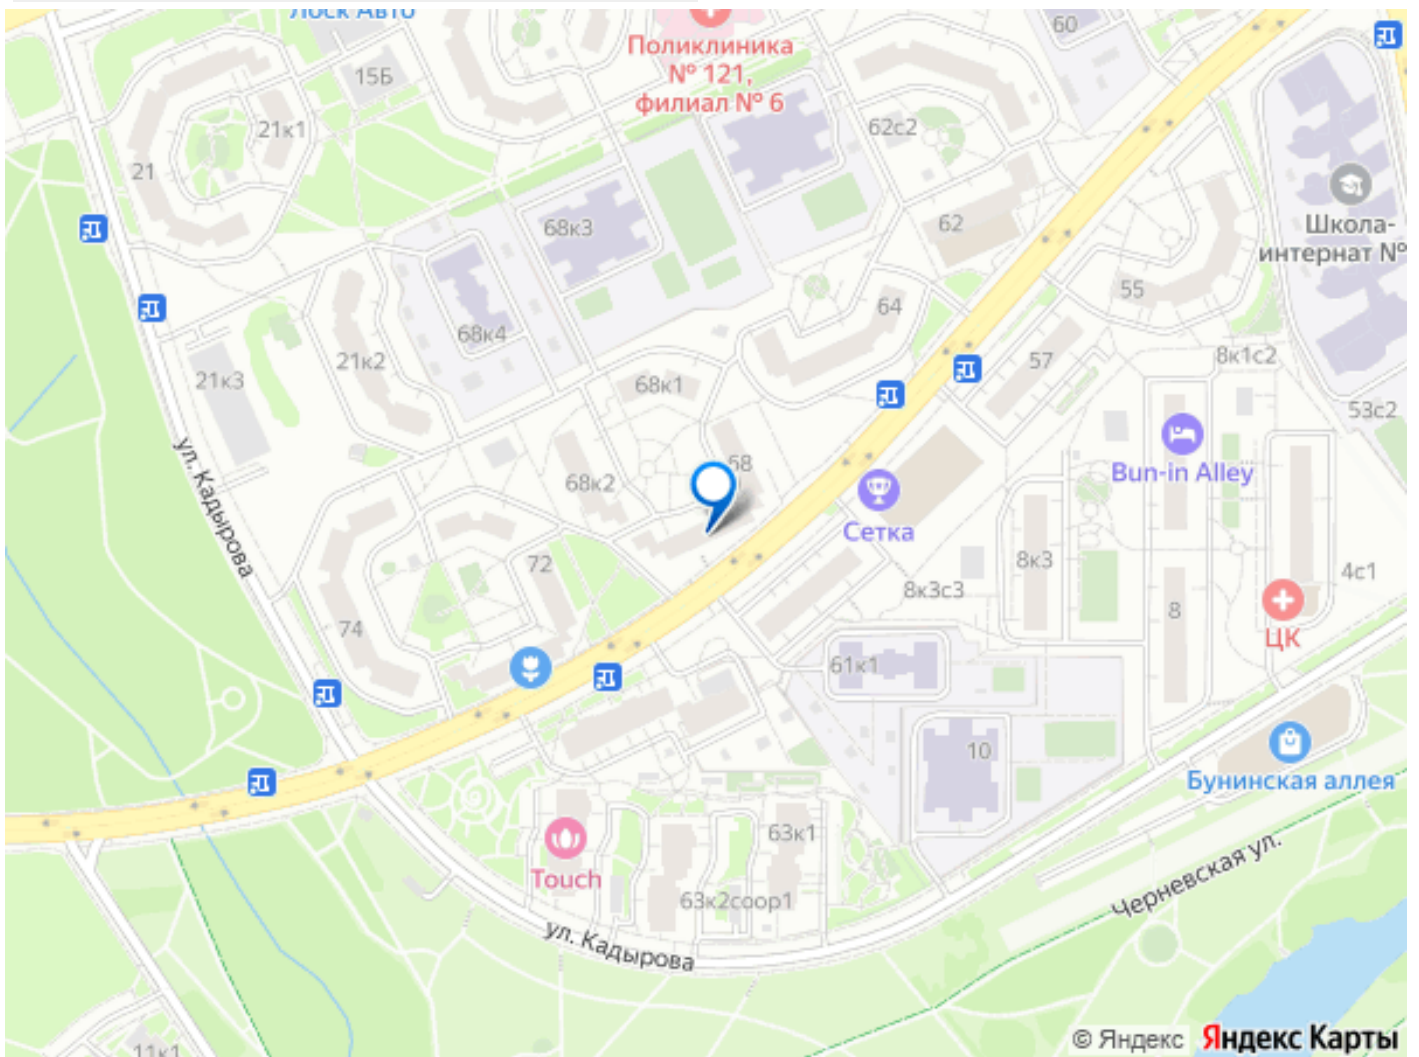 Лоск Авто
60
15Б
Поликлиника
№ 121,
филиал № 6
21к1
62с2
21
Школа-
интернат №
68к3
62
55
64
68к4
21к2
57
8к1с2
21к3
68к1
53с2
68
Bun-in Alley
68к2
Сетка
ул. Кадырова
72
8к3
4с1
8к3с3
8
74
ЦК
61к1
10
Бунинская аллея
63к1
Touch
Черневская ул.
63к2соор1
ул. Кадырова
11к1
© Яндекс Яндекс Карты